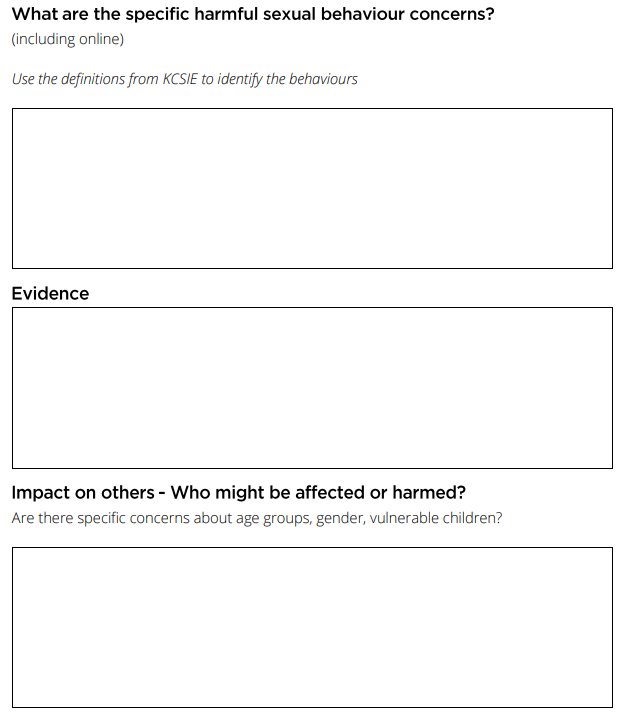 What are the specific harmful sexual behaviour concerns?
(including online)
Use the definitions from KCSIE to identify the behaviours
Evidence
Impact on others - Who might be affected or harmed?
Are there specific concerns about age groups, gender, vulnerable children?